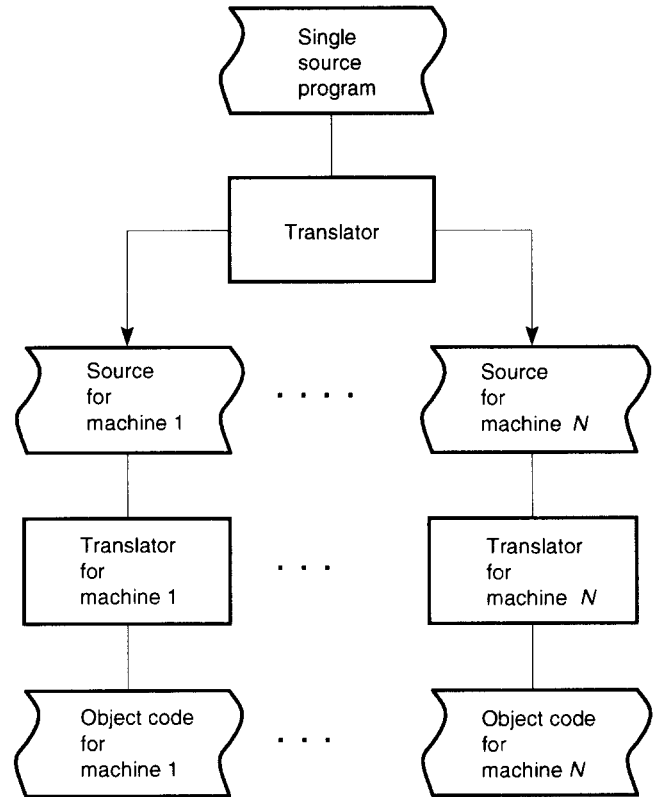 Single
source
program
Translator
Source
for
machine 1
. . . .
Source
for
machine N
Translator
for
machine 1
. . .
Translator
for
machine N
Object code
for
machine 1
. . .
Object code
for
machine N